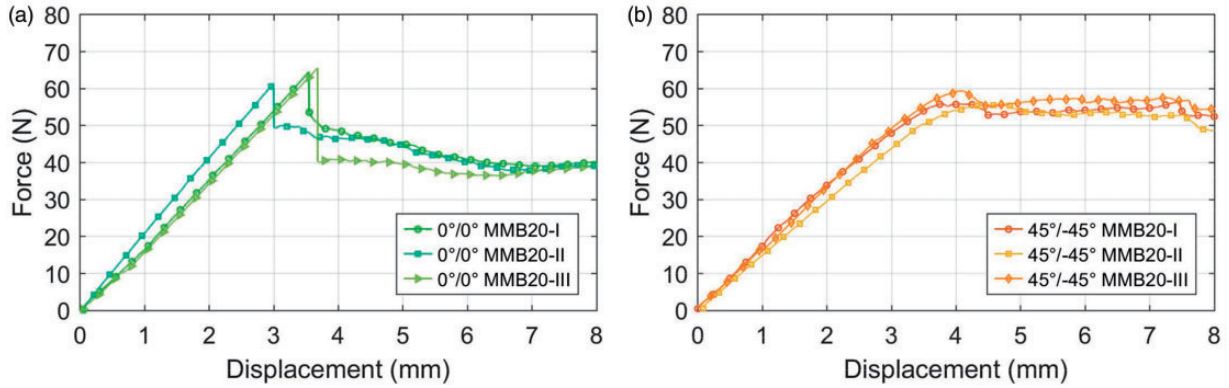 (a)
80
70
60
50
40
30
20
10
0
Force (N)
0 1 2 3 4 5 6 7 8
Displacement (mm)
0°/0° MMB20-I
0°/0° MMB20-II
0°/0° MMB20-III
(b)
80
70
60
50
40
30
20
10
0
Force (N)
0 1 2 3 4 5 6 7 8
Displacement (mm)
45°/-45° MMB20-I
45°/-45° MMB20-II
45°/-45° MMB20-III